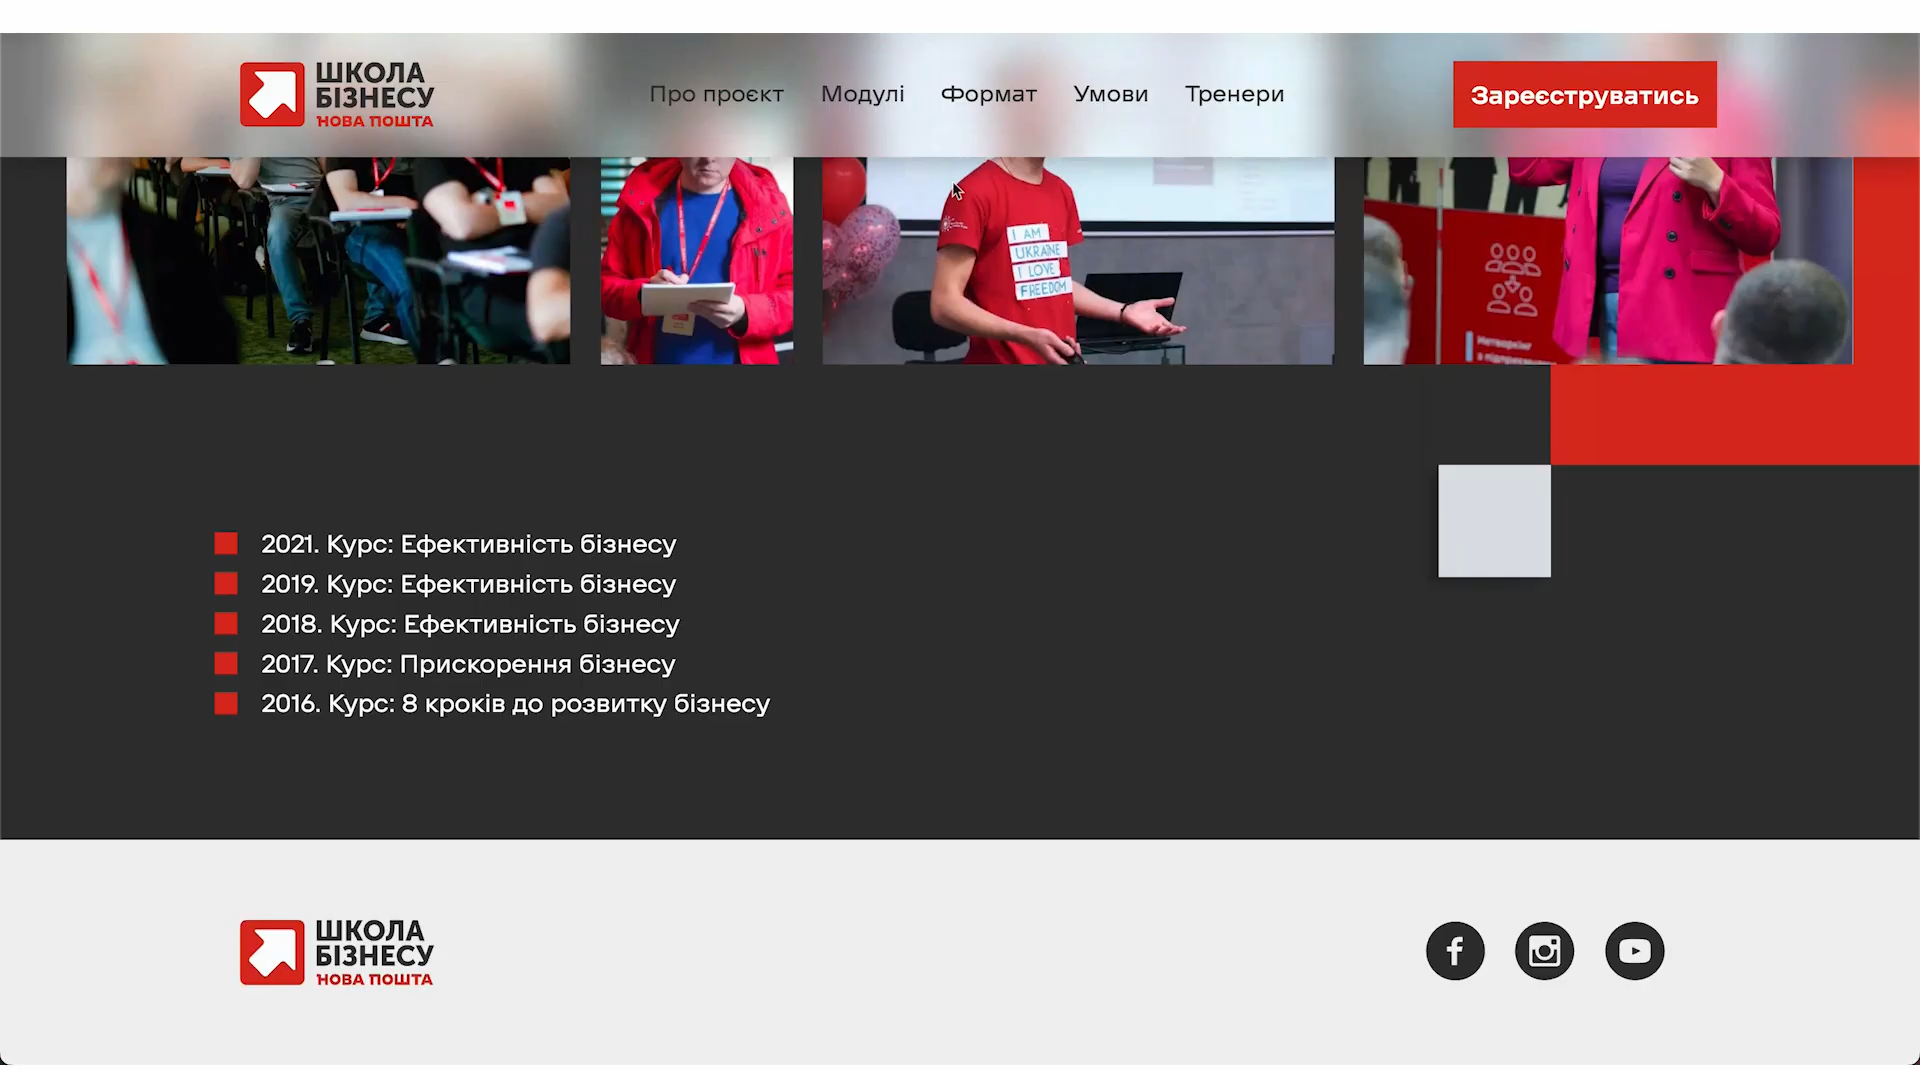 ШКОЛА
БІЗНЕСУ
НОВА ПОШТА
Про проєкт
Модулі
Формат
Умови
Тренери
Зареєструватись
I AM
UKRAINE
I LOVE
FREEDOM
Нетворкінг
2021. Курс: Ефективність бізнесу
2019. Курс: Ефективність бізнесу
2018. Курс: Ефективність бізнесу
2017. Курс: Прискорення бізнесу
2016. Курс: 8 кроків до розвитку бізнесу
ШКОЛА
БІЗНЕСУ
НОВА ПОШТА